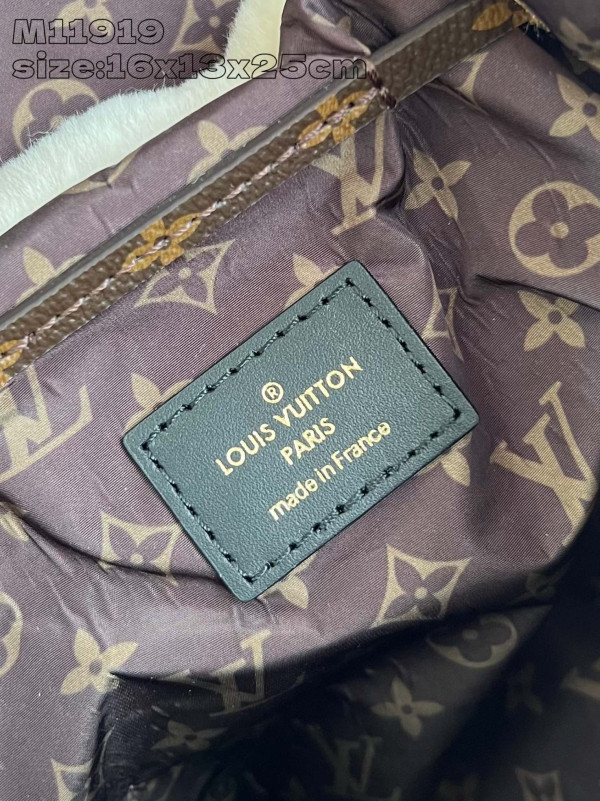 M11919
size:16x13x25cm
®
LOUIS VUITTON
PARIS
made in France